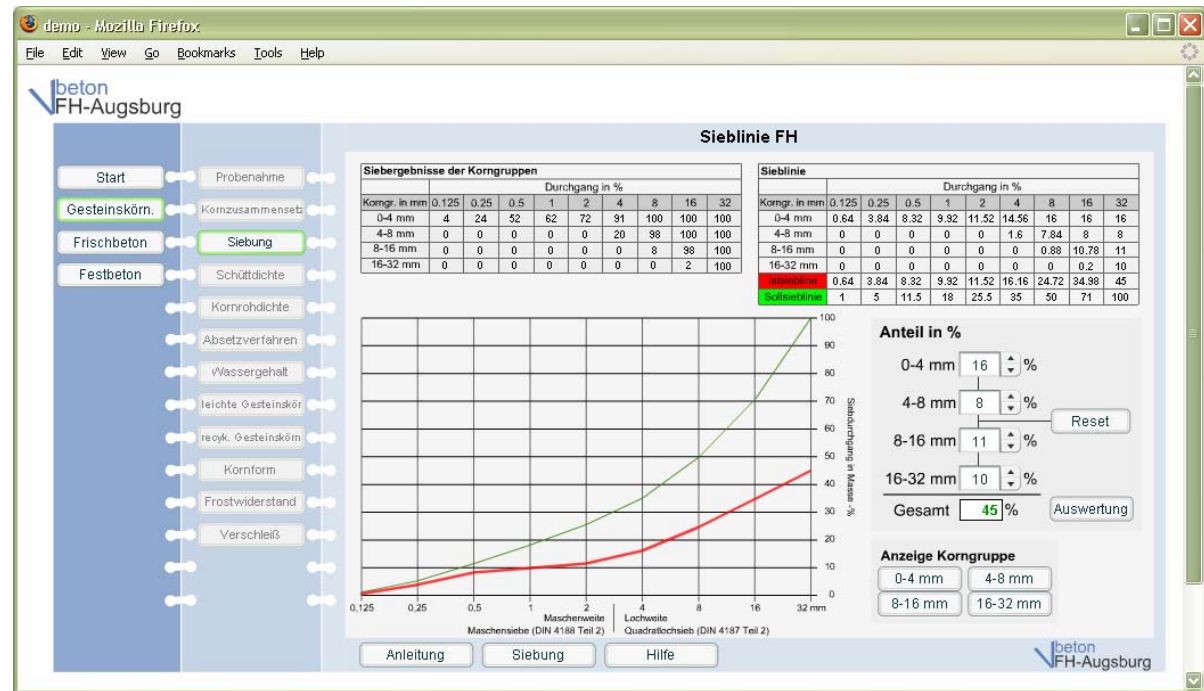 demo - Mozilla Firefox
File Edit View Go Bookmarks Tools Help
beton
FH-Augsburg
Sieblinie FH
Start
Gesteinskörn.
Frischbeton
Festbeton
Probenahme
Kornzusammensetz
Siebung
Schüttdichte
Kornrohdichte
Absetzverfahren
Wassergehalt
leichte Gesteinskör
recyk. Gesteinskörn
Kornform
Frostwiderstand
Verschleiß
Siebergebnisse der Korngruppen
Durchgang in %
Korngr. in mm 0.125 0.25 0.5 1 2 4 8 16 32
0-4 mm 4 24 52 62 72 91 100 100 100
4-8 mm 0 0 0 0 0 20 98 100 100
8-16 mm 0 0 0 0 0 0 8 98 100
16-32 mm 0 0 0 0 0 0 0 2 100
Sieblinie
Durchgang in %
Korngr. in mm 0.125 0.25 0.5 1 2 4 8 16 32
0-4 mm 0.64 3.84 8.32 9.92 11.52 14.56 16 16 16
4-8 mm 0 0 0 0 0 1.6 7.84 8 8
8-16 mm 0 0 0 0 0 0 0.88 10.78 11
16-32 mm 0 0 0 0 0 0 0 0.2 10
Istsieblinie 0.64 3.84 8.32 9.92 11.52 16.16 24.72 34.98 45
Sollsieblinie 1 5 11.5 18 25.5 35 50 71 100
100
90
80
70
60
50
40
30
20
10
0
Siebdurchgang in Masse -%
0,125 0,25 0,5 1 2 4 8 16 32 mm
Maschenweite Lochweite
Maschensiebe (DIN 4188 Teil 2) Quadratlochsieb (DIN 4187 Teil 2)
Anteil in %
0-4 mm 16 %
4-8 mm 8 %
Reset
8-16 mm 11 %
16-32 mm 10 %
Gesamt 45 %
Auswertung
Anzeige Korngruppe
0-4 mm 4-8 mm
8-16 mm 16-32 mm
Anleitung Siebung Hilfe
beton
FH-Augsburg